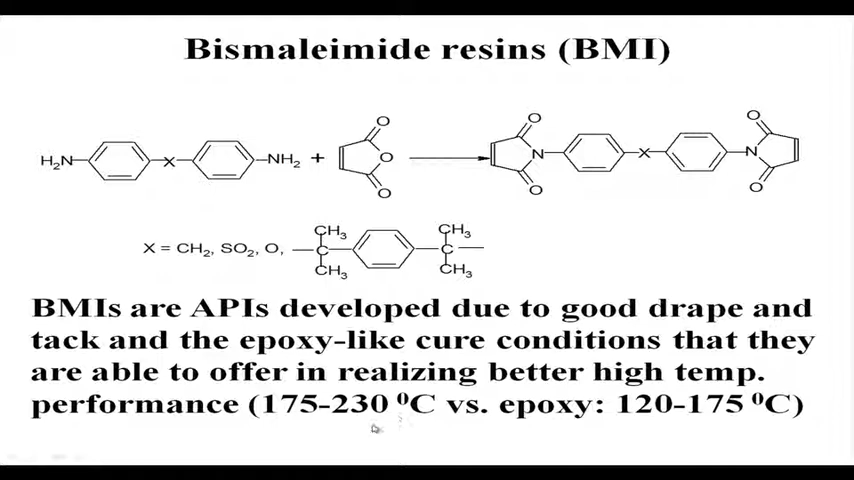 Bismaleimide resins (BMI)
O O O
H₂N X NH₂ + O N X N
O O O
CH₃ CH₃
X = CH₂, SO₂, O, C C
CH₃ CH₃
BMIs are APIs developed due to good drape and
tack and the epoxy-like cure conditions that they
are able to offer in realizing better high temp.
performance (175-230 ⁰C vs. epoxy: 120-175 ⁰C)